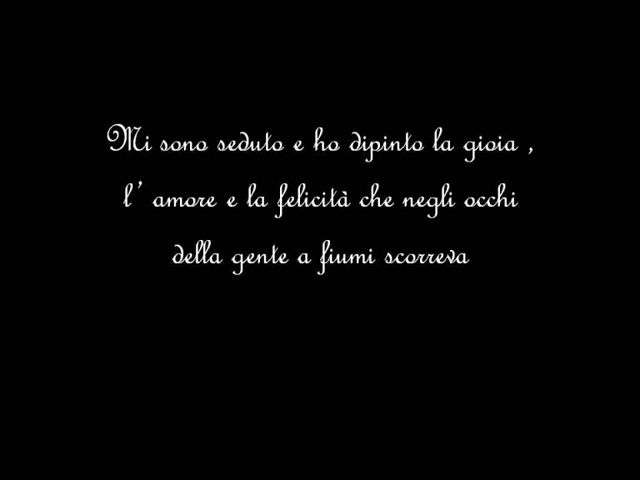 Mi sono seduto e ho dipinto la gioia ,
l' amore e la felicità che negli occhi
della gente a fiumi scorreva